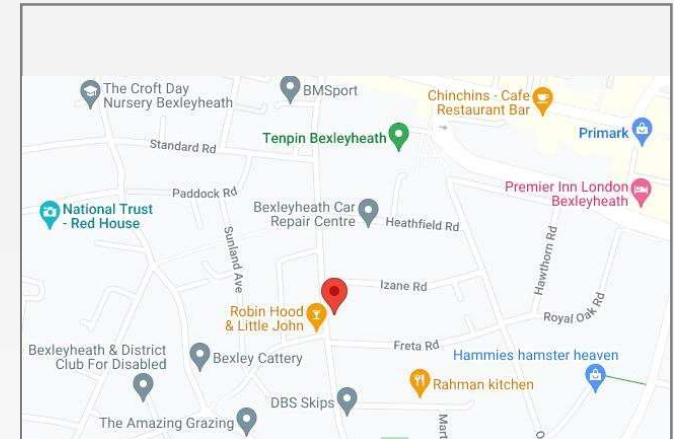 The Croft Day
Nursery Bexleyheath
BMSport
Chinchins - Cafe
Restaurant Bar
Tenpin Bexleyheath
Primark
Standard Rd
Paddock Rd
Premier Inn London
Bexleyheath
National Trust
- Red House
Bexleyheath Car
Repair Centre
Heathfield Rd
Sunland Ave
Hawthorn Rd
Izane Rd
Robin Hood
& Little John
Royal Oak Rd
Freta Rd
Bexleyheath & District
Club For Disabled
Bexley Cattery
Hammies hamster heaven
Rahman kitchen
DBS Skips
The Amazing Grazing
Mart
O